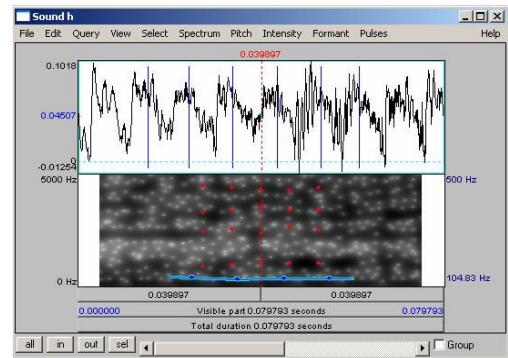 Sound h
File Edit Query View Select Spectrum Pitch Intensity Formant Pulses Help
0.039897
0.1018
0.04507
0
-0.01254
5000 Hz 500 Hz
0 Hz 104.83 Hz
0.039897 0.039897
0.000000 Visible part 0.079793 seconds 0.079793
Total duration 0.079793 seconds
all in out sel Group